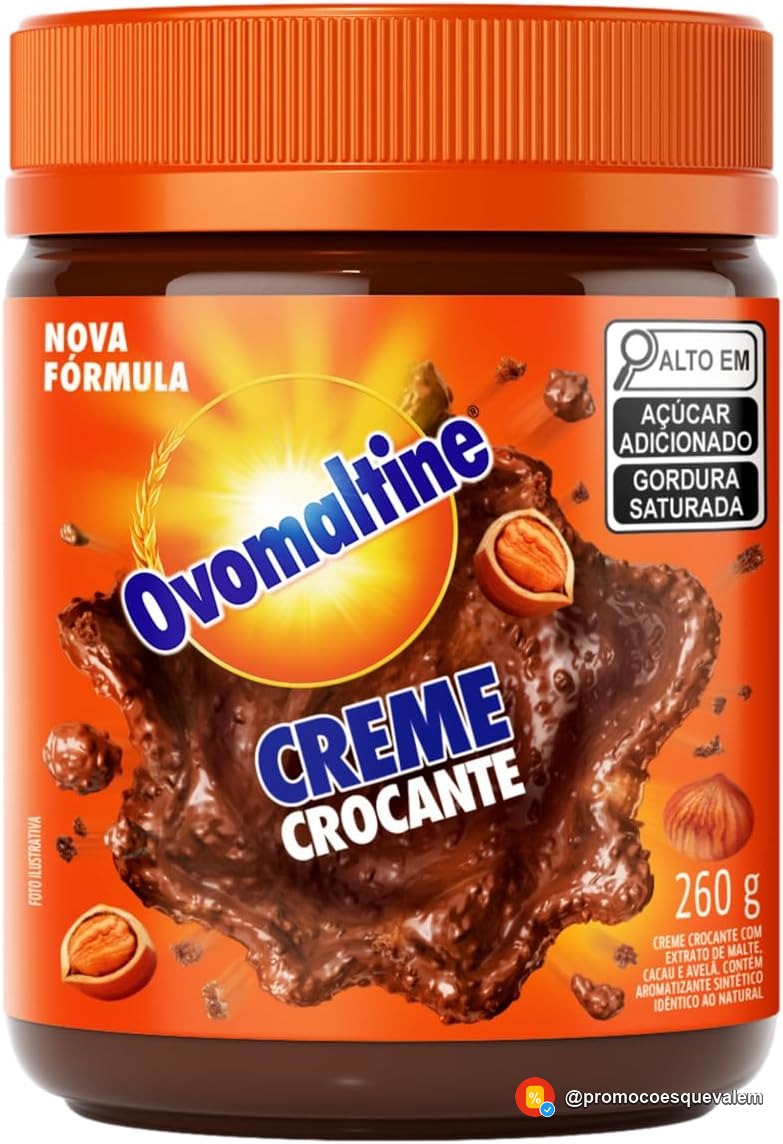 NOVA
FÓRMULA
ALTO EM
AÇÚCAR
ADICIONADO
GORDURA
SATURADA
Ovomaltine®
CREME
CROCANTE
FOTO ILUSTRATIVA
260 g
CREME CROCANTE COM
EXTRATO DE MALTE,
CACAU E AVELÃ. CONTÉM
AROMATIZANTE SINTÉTICO
IDÊNTICO AO NATURAL
% @promocoesquevalem